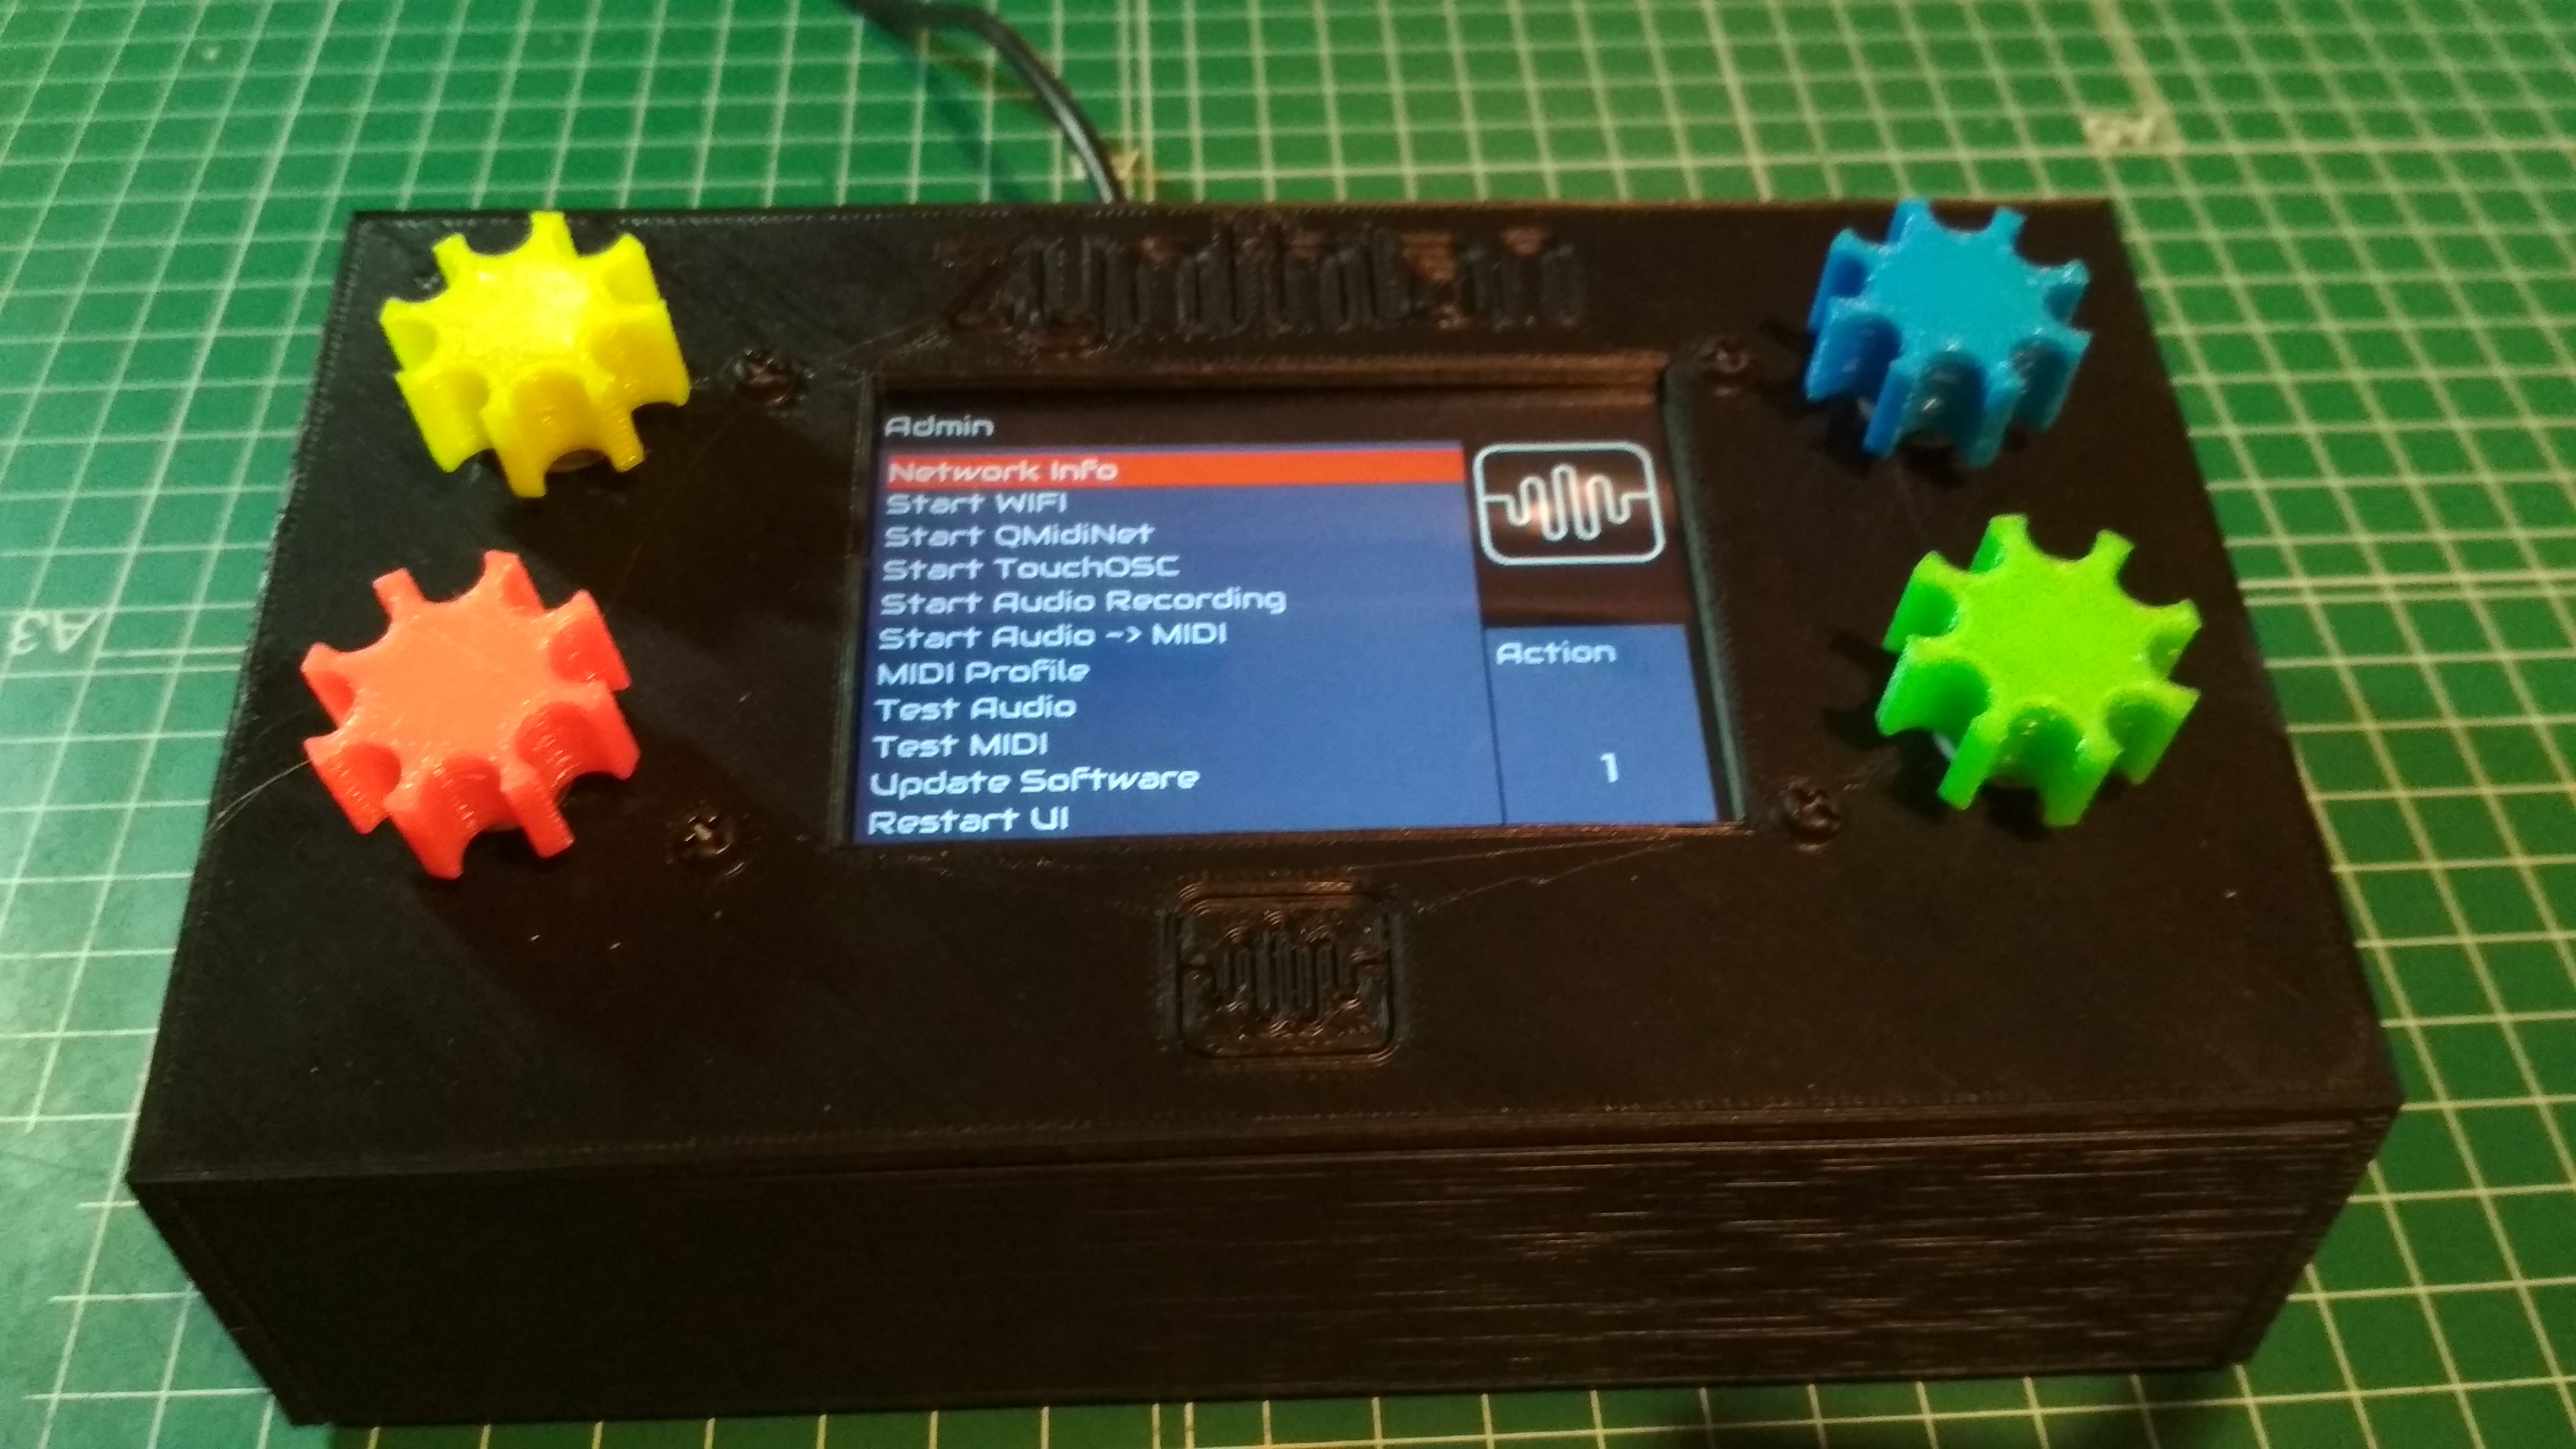 Admin
Network Info
Start WIFI
Start QMidiNet
Start TouchOSC
Start Audio Recording
Start Audio ~> MIDI
MIDI Profile
Test Audio
Test MIDI
Update Software
Restart UI
Action
1
A3